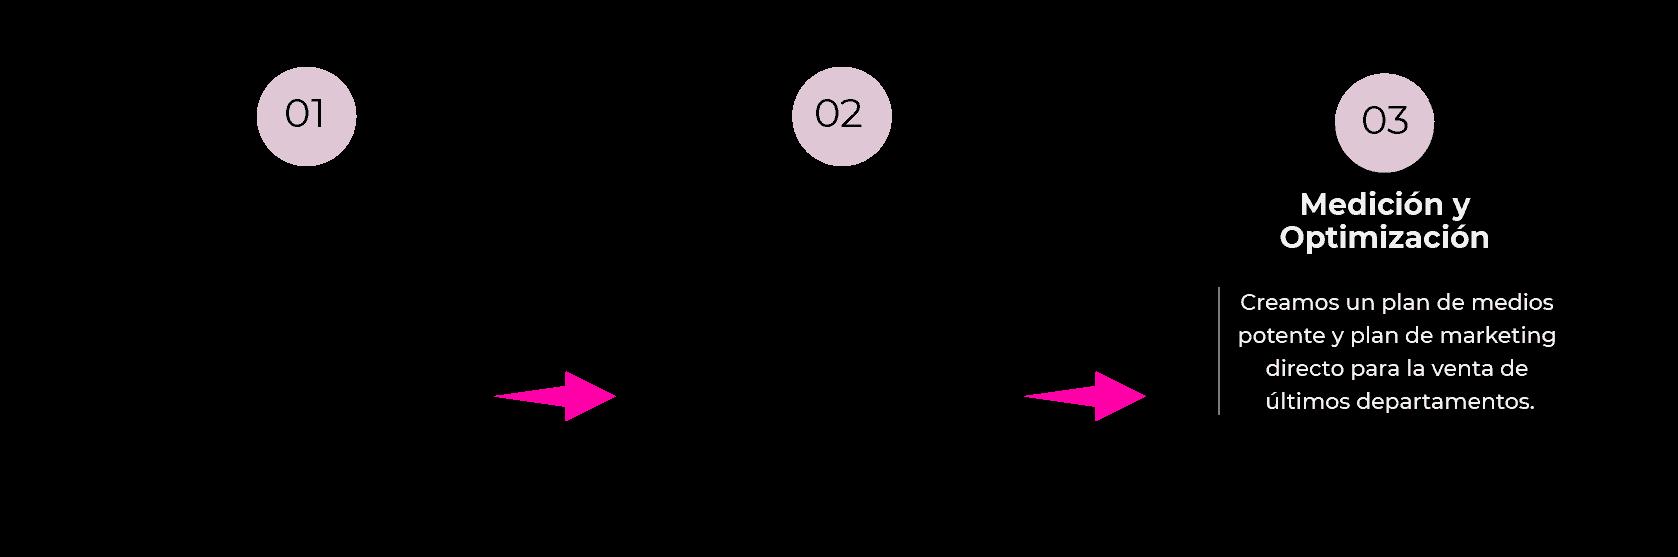 01
02
03
Medición y
Optimización
Creamos un plan de medios
potente y plan de marketing
directo para la venta de
últimos departamentos.